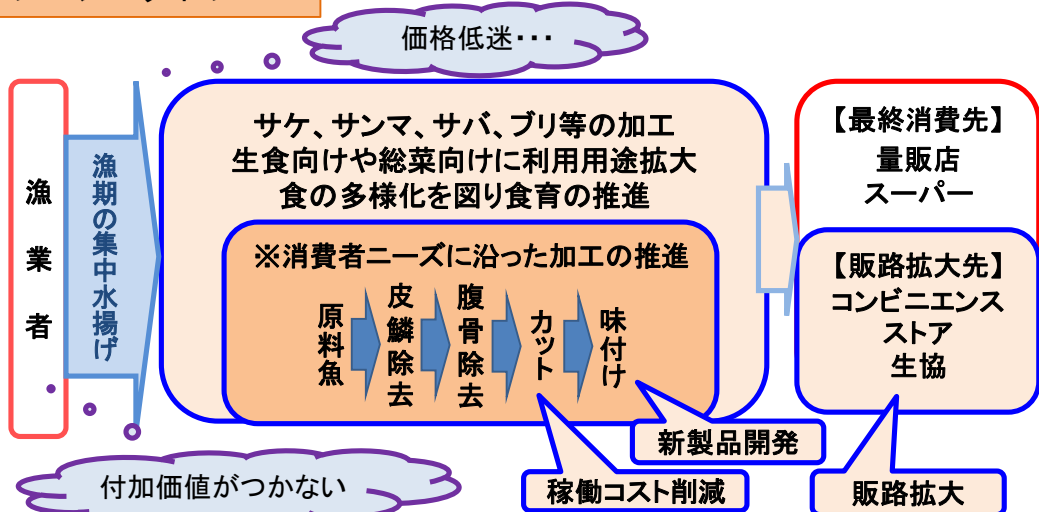 価格低迷・・・
漁業者
漁期の集中水揚げ
サケ、サンマ、サバ、ブリ等の加工
生食向けや総菜向けに利用用途拡大
食の多様化を図り食育の推進
※消費者ニーズに沿った加工の推進
原料魚
皮鱗除去
腹骨除去
カット
味付け
【最終消費先】
量販店
スーパー
【販路拡大先】
コンビニエンス
ストア
生協
新製品開発
稼働コスト削減
販路拡大
付加価値がつかない